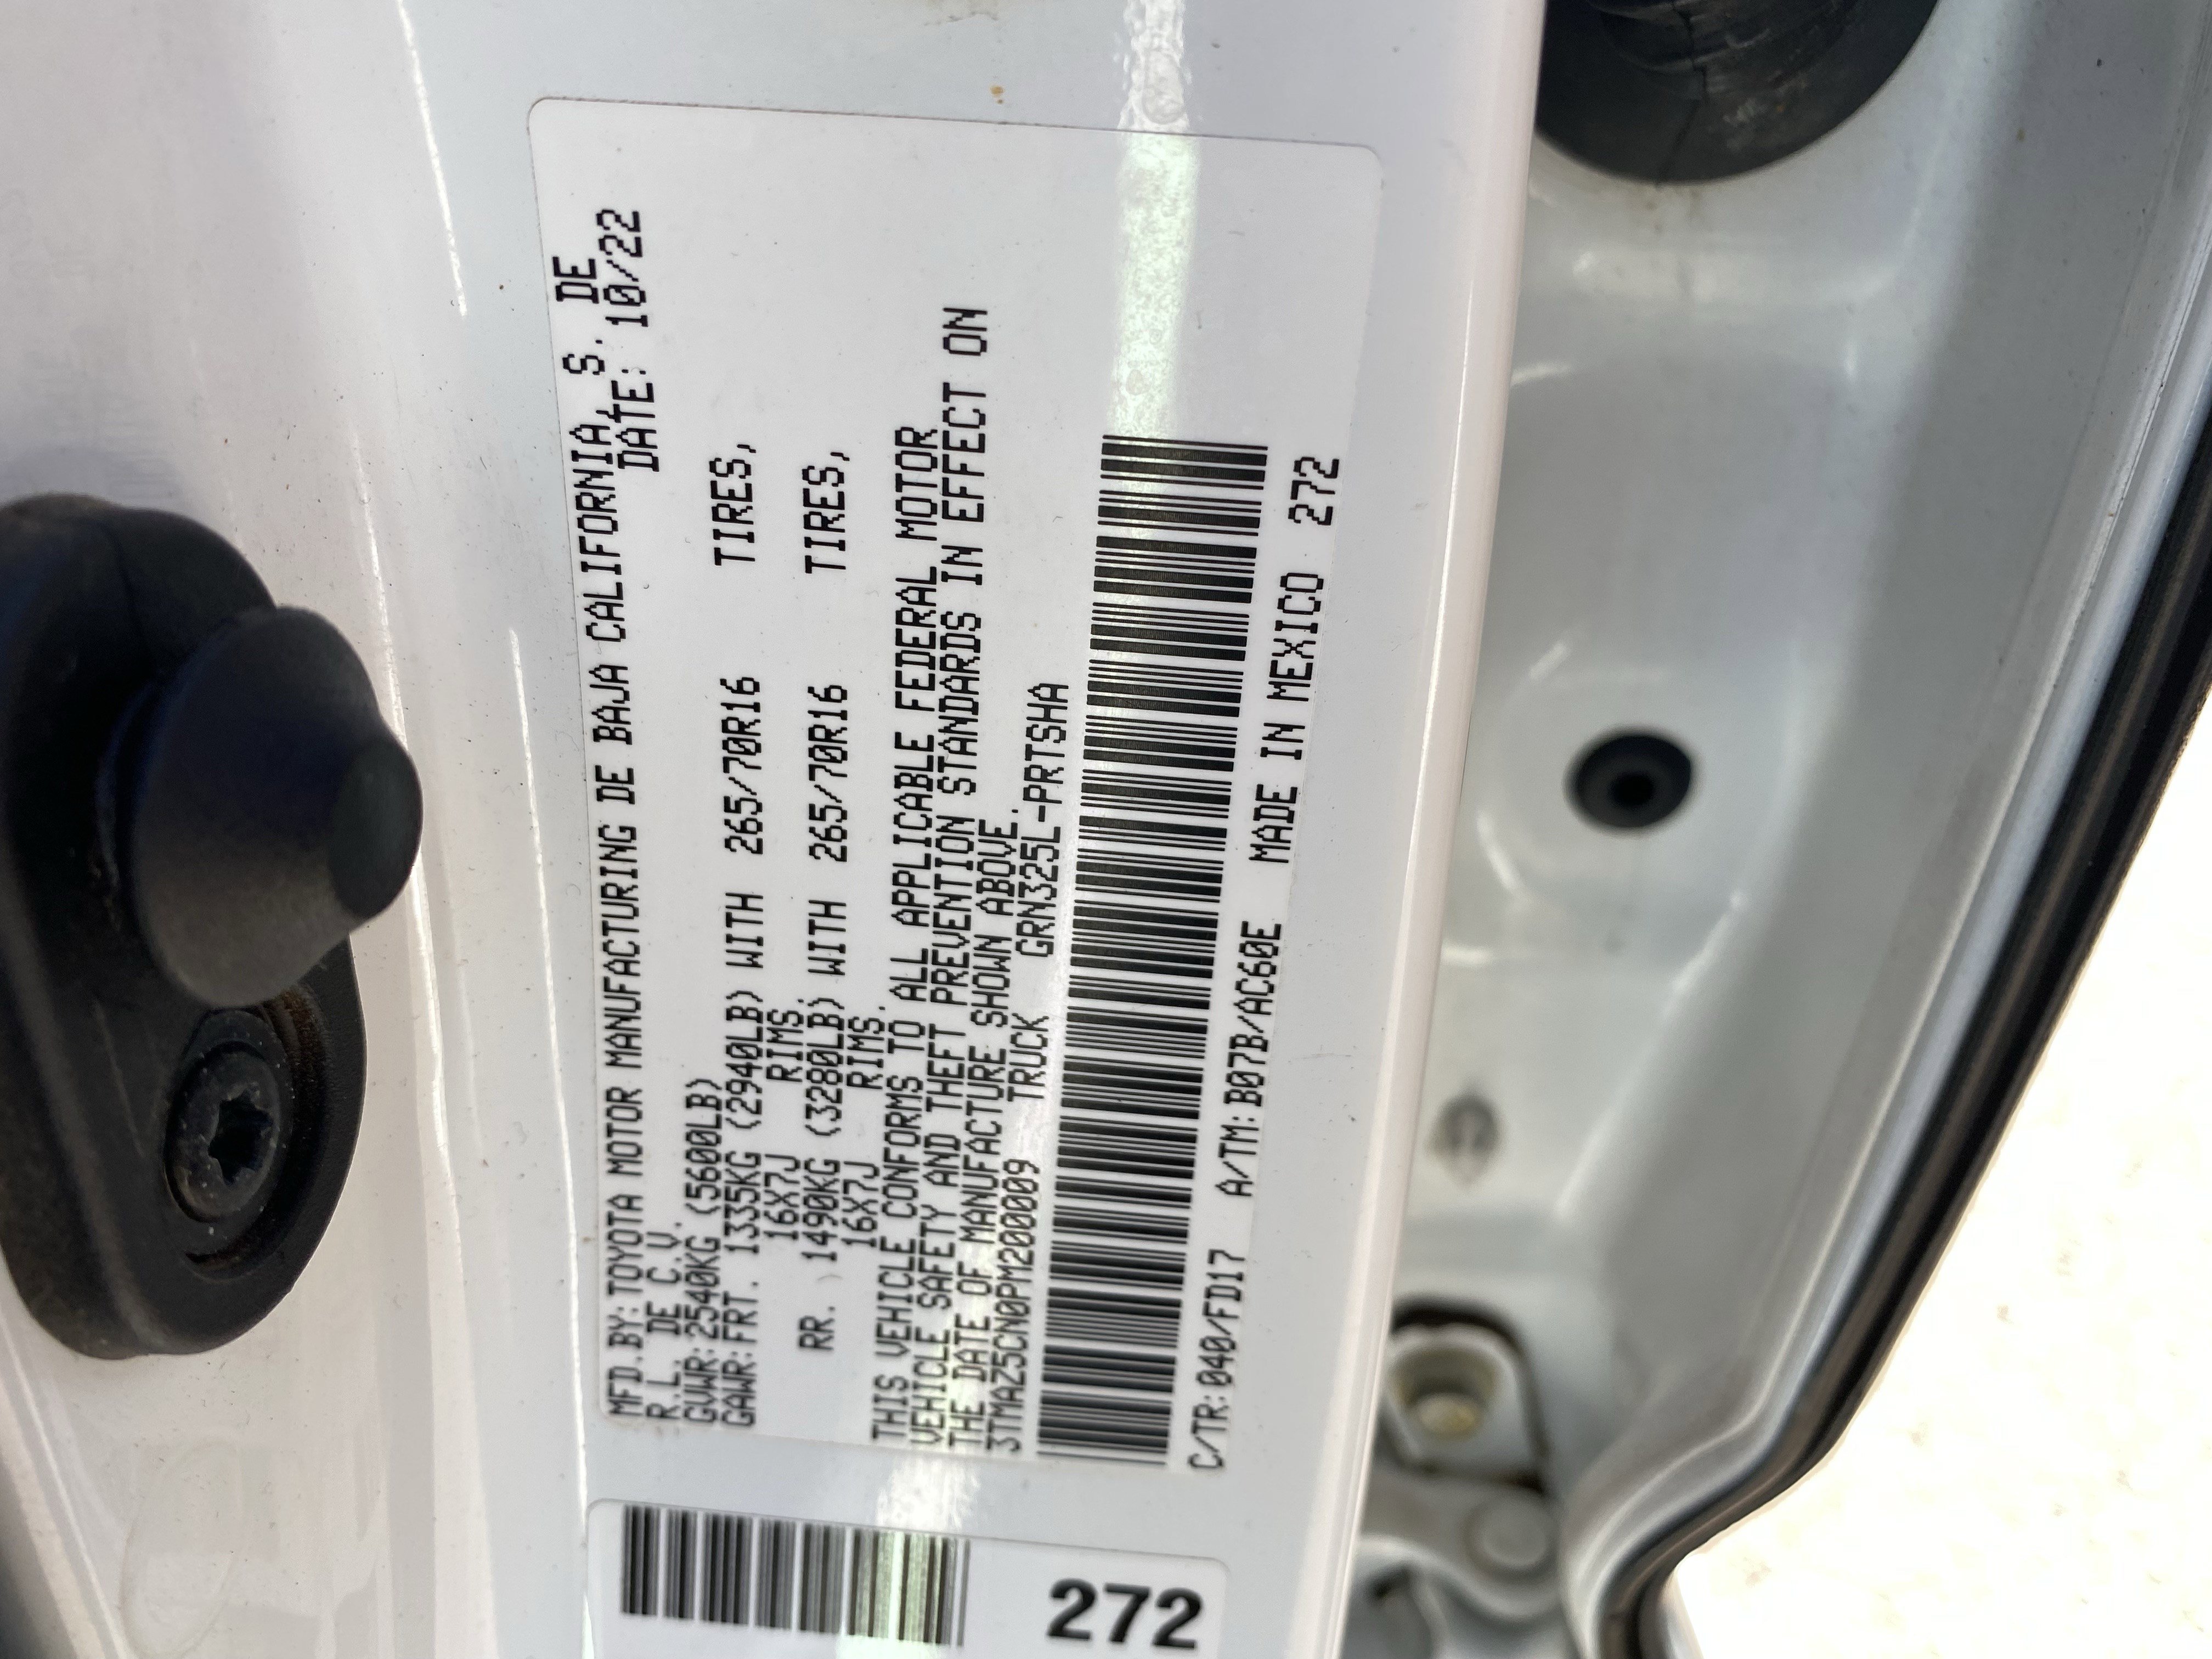 MFD.BY:TOYOTA MOTOR MANUFACTURING DE BAJA CALIFORNIA, S. DE
R.L. DE C.V. DATE: 10/22
GVWR:2540KG (5600LB)
GAWR:FRT. 1335KG (2940LB) WITH 265/70R16 TIRES,
16X7J RIMS.
RR. 1490KG (3280LB) WITH 265/70R16 TIRES,
16X7J RIMS.
THIS VEHICLE CONFORMS TO ALL APPLICABLE FEDERAL MOTOR
VEHICLE SAFETY AND THEFT PREVENTION STANDARDS IN EFFECT ON
THE DATE OF MANUFACTURE SHOWN ABOVE.
3TMAZ5CN0PM200009 TRUCK GRN325L-PRTSHA
C/TR:040/FD17 A/TM:B07B/AC60E MADE IN MEXICO 272
272